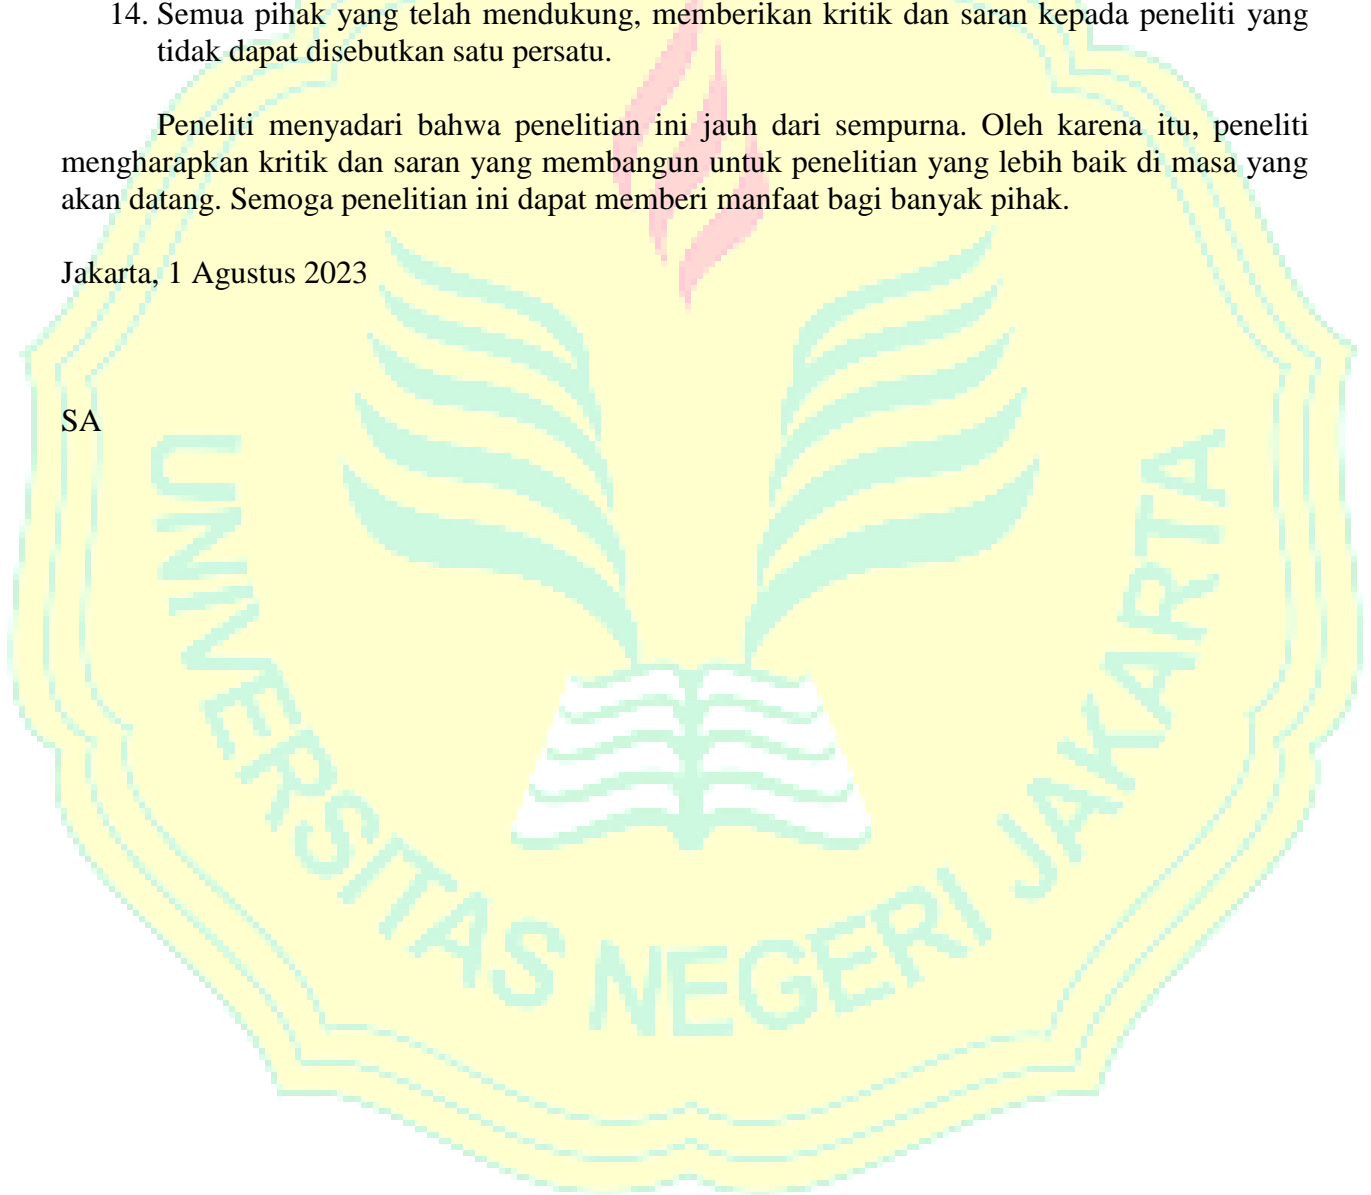 14. Semua pihak yang telah mendukung, memberikan kritik dan saran kepada peneliti yang
tidak dapat disebutkan satu persatu.
Peneliti menyadari bahwa penelitian ini jauh dari sempurna. Oleh karena itu, peneliti
mengharapkan kritik dan saran yang membangun untuk penelitian yang lebih baik di masa yang
akan datang. Semoga penelitian ini dapat memberi manfaat bagi banyak pihak.
Jakarta, 1 Agustus 2023
SA
UNIVERSITAS NEGERI JAKARTA